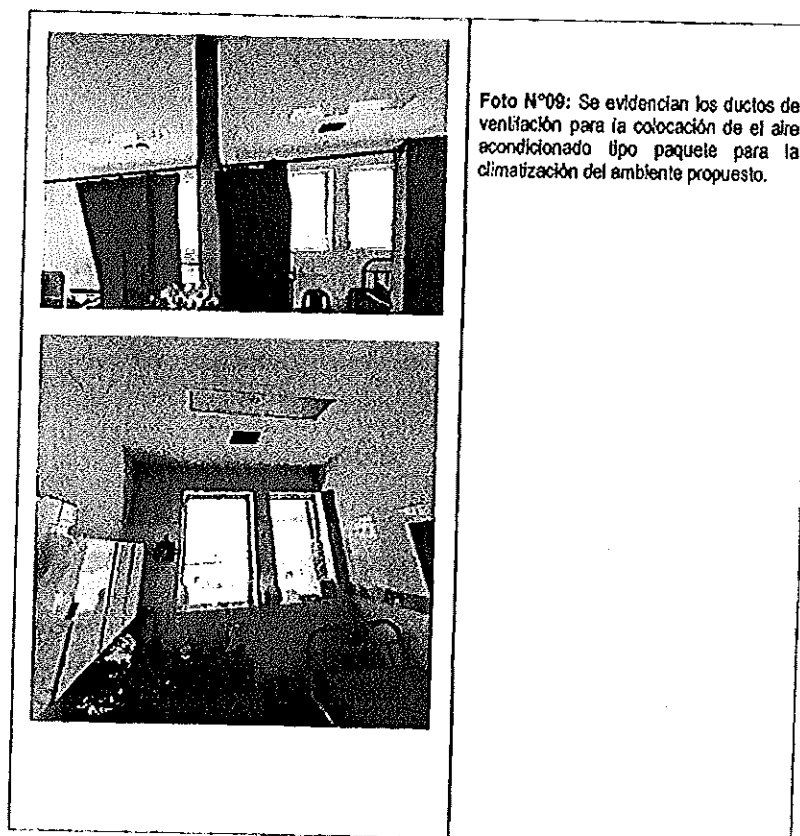 Foto N°09: Se evidencian los ductos de
ventilación para la colocación de el aire
acondicionado tipo paquete para la
climatización del ambiente propuesto.